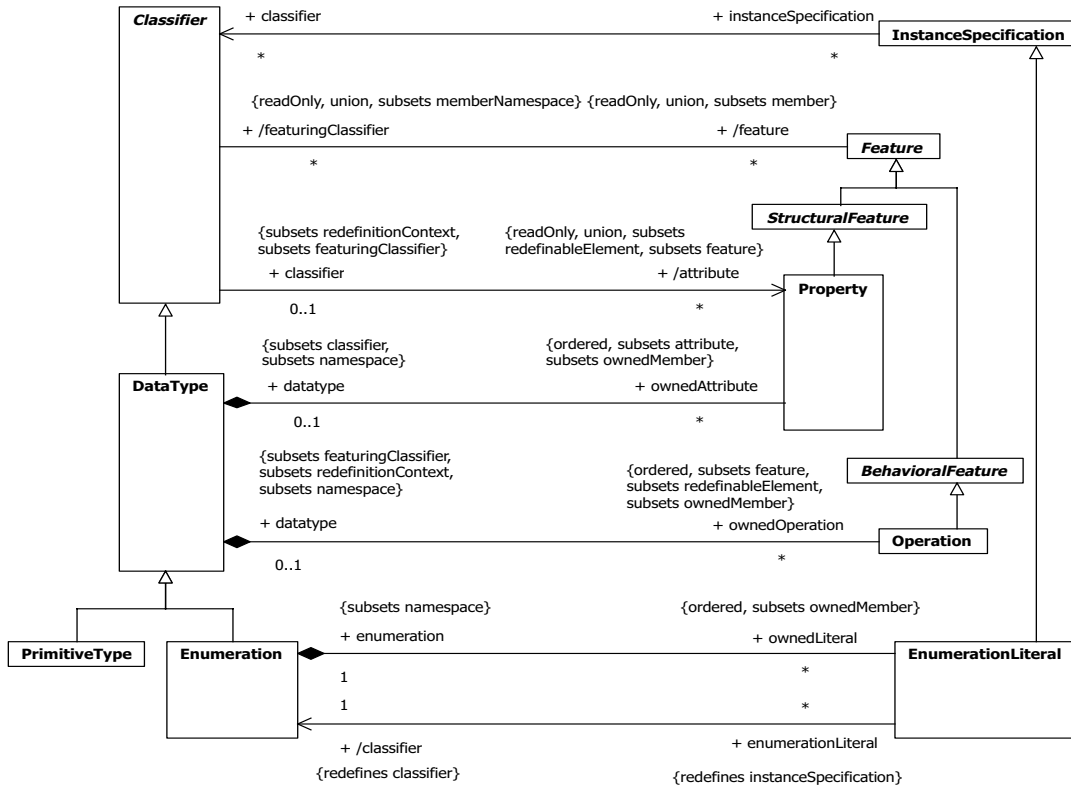 Classifier
+ classifier
+ instanceSpecification
InstanceSpecification
*
*
{readOnly, union, subsets memberNamespace}
{readOnly, union, subsets member}
+ /featuringClassifier
+ /feature
Feature
*
*
StructuralFeature
{subsets redefinitionContext,
subsets featuringClassifier}
{readOnly, union, subsets
redefinableElement, subsets feature}
+ classifier
+ /attribute
Property
0..1
*
{subsets classifier,
subsets namespace}
{ordered, subsets attribute,
subsets ownedMember}
DataType
+ datatype
+ ownedAttribute
0..1
*
{subsets featuringClassifier,
subsets redefinitionContext,
subsets namespace}
{ordered, subsets feature,
subsets redefinableElement,
subsets ownedMember}
BehavioralFeature
+ datatype
+ ownedOperation
Operation
0..1
*
{subsets namespace}
{ordered, subsets ownedMember}
+ enumeration
+ ownedLiteral
PrimitiveType
Enumeration
EnumerationLiteral
1
*
1
*
+ /classifier
+ enumerationLiteral
{redefines classifier}
{redefines instanceSpecification}